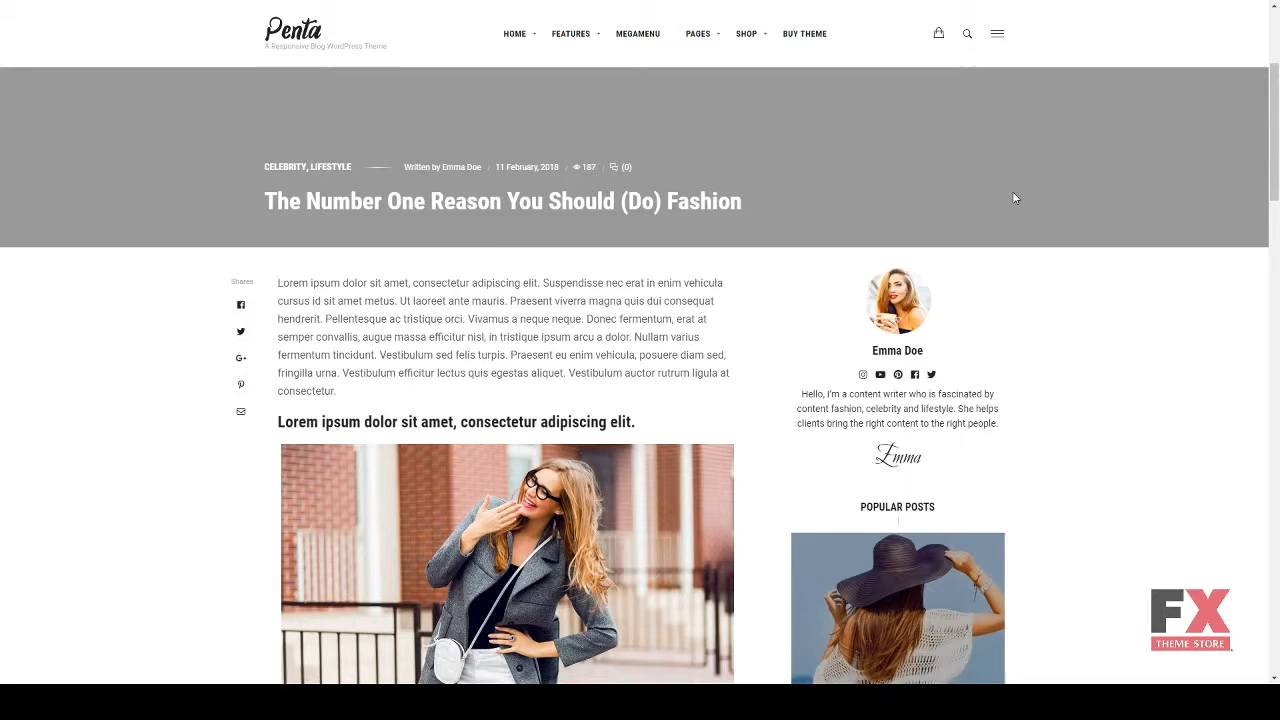 Penta
A Responsive Blog WordPress Theme
HOME FEATURES MEGAMENU PAGES SHOP BUY THEME
CELEBRITY, LIFESTYLE Written by Emma Doe / 11 February, 2018 / 187 / (0)
The Number One Reason You Should (Do) Fashion
Shares
Lorem ipsum dolor sit amet, consectetur adipiscing elit. Suspendisse nec erat in enim vehicula
cursus id sit amet metus. Ut laoreet ante mauris. Praesent viverra magna quis dui consequat
hendrerit. Pellentesque ac tristique orci. Vivamus a neque neque. Donec fermentum, erat at
semper convallis, augue massa efficitur nisl, in tristique ipsum arcu a dolor. Nullam varius
fermentum tincidunt. Vestibulum sed felis turpis. Praesent eu enim vehicula, posuere diam sed,
fringilla urna. Vestibulum efficitur lectus quis egestas aliquet. Vestibulum auctor rutrum ligula at
consectetur.
Lorem ipsum dolor sit amet, consectetur adipiscing elit.
Emma Doe
Hello, I'm a content writer who is fascinated by
content fashion, celebrity and lifestyle. She helps
clients bring the right content to the right people.
Emma
POPULAR POSTS
FX
THEME STORE